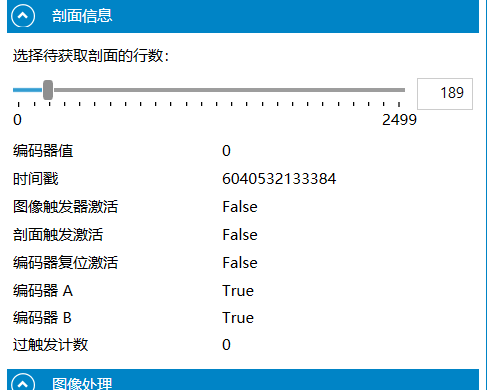 剖面信息
选择待获取剖面的行数:
189
0 2499
编码器值 0
时间戳 6040532133384
图像触发器激活 False
剖面触发激活 False
编码器复位激活 False
编码器 A True
编码器 B True
过触发计数 0
图像处理